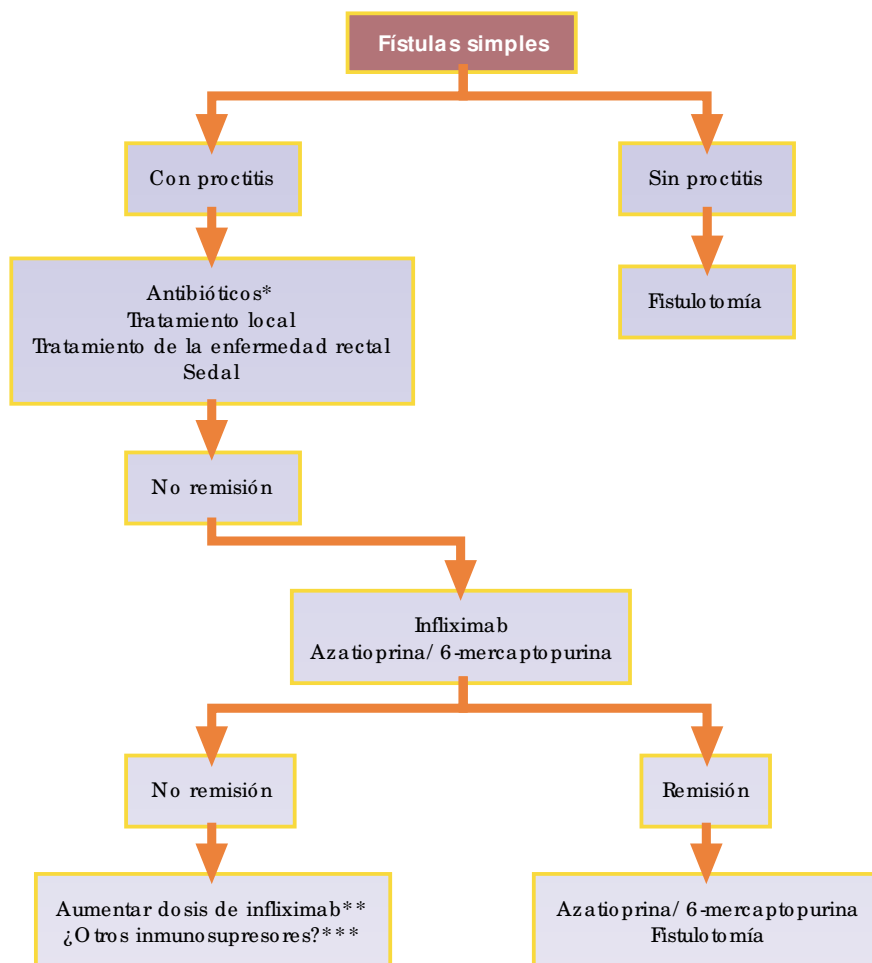 Fístulas simples
Con proctitis
Sin proctitis
Antibióticos*
Tratamiento local
Tratamiento de la enfermedad rectal
Sedal
Fistulotomía
No remisión
Infliximab
Azatioprina/ 6-mercaptopurina
No remisión
Remisión
Aumentar dosis de infliximab**
¿Otros inmunosupresores?***
Azatioprina/ 6-mercaptopurina
Fistulotomía